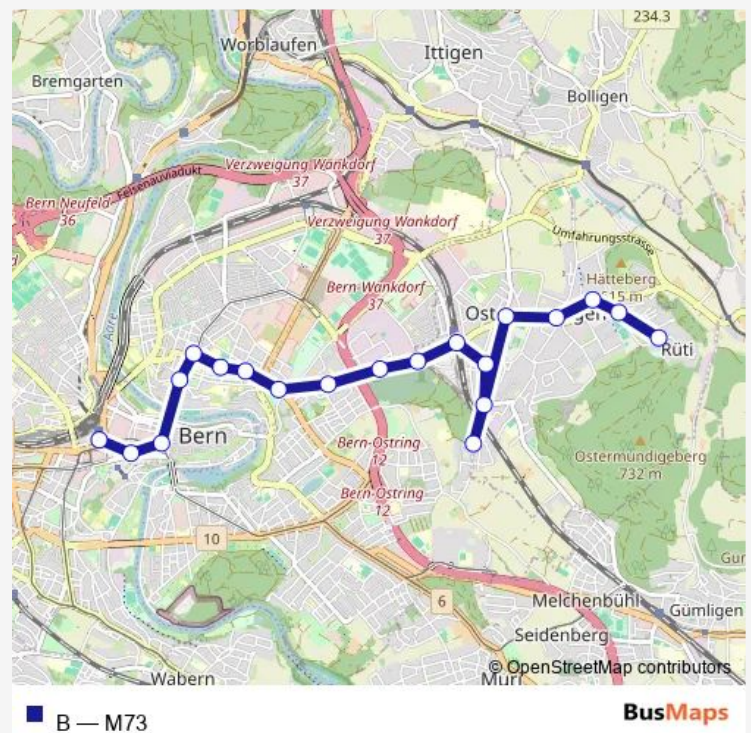 234.3
Worblaufen
Ittigen
Bremgarten
Bolligen
Verzweigung Wankdorf
37
Felsenauviadukt
Bern Neufeld
36
Verzweigung Wankdorf
37
Umfahrungsstrasse
Hätteberg
615 m
Bern-Wankdorf
37
Aare
Rüti
Bern
Bern-Ostring
12
Ostermundigeberg
732 m
Bern-Ostring
12
10
6
Melchenbühl
Gümligen
Seidenberg
© OpenStreetMap contributors
Wabern
B — M73
BusMaps